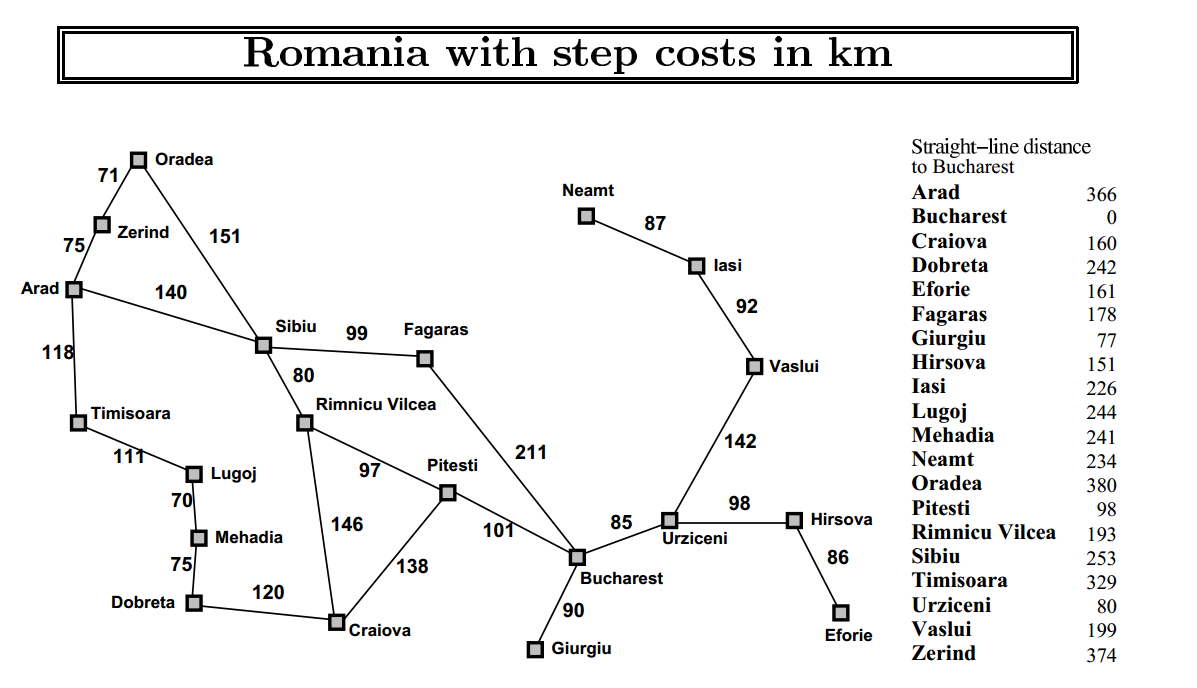 Romania with step costs in km
Oradea
71
Neamt
87
Zerind
151
75
Iasi
Arad
140
92
Sibiu
99
Fagaras
118
80
Vaslui
Rimnicu Vilcea
Timisoara
142
111
211
97
Pitesti
Lugoj
70
98
146
101
85
Hirsova
Mehadia
Urziceni
75
138
86
Bucharest
120
Dobreta
90
Craiova
Eforie
Giurgiu
Straight–line distance
to Bucharest
Arad 366
Bucharest 0
Craiova 160
Dobreta 242
Eforie 161
Fagaras 178
Giurgiu 77
Hirsova 151
Iasi 226
Lugoj 244
Mehadia 241
Neamt 234
Oradea 380
Pitesti 98
Rimnicu Vilcea 193
Sibiu 253
Timisoara 329
Urziceni 80
Vaslui 199
Zerind 374